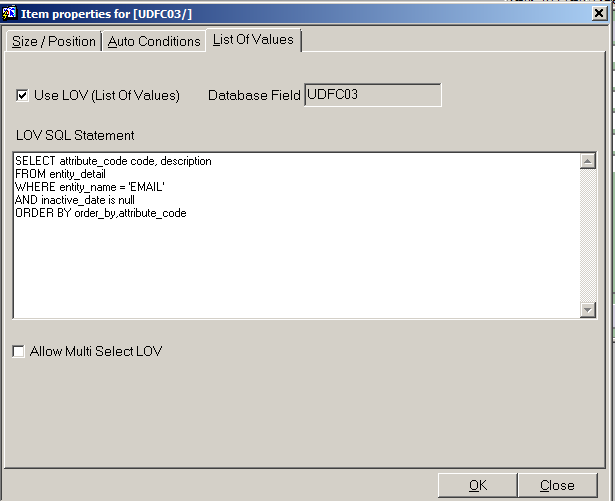 Item properties for [UDFC03/]
Size / Position Auto Conditions List Of Values
Use LOV (List Of Values) Database Field UDFC03
LOV SQL Statement
SELECT attribute_code code, description
FROM entity_detail
WHERE entity_name = 'EMAIL'
AND inactive_date is null
ORDER BY order_by,attribute_code
Allow Multi Select LOV
OK Close